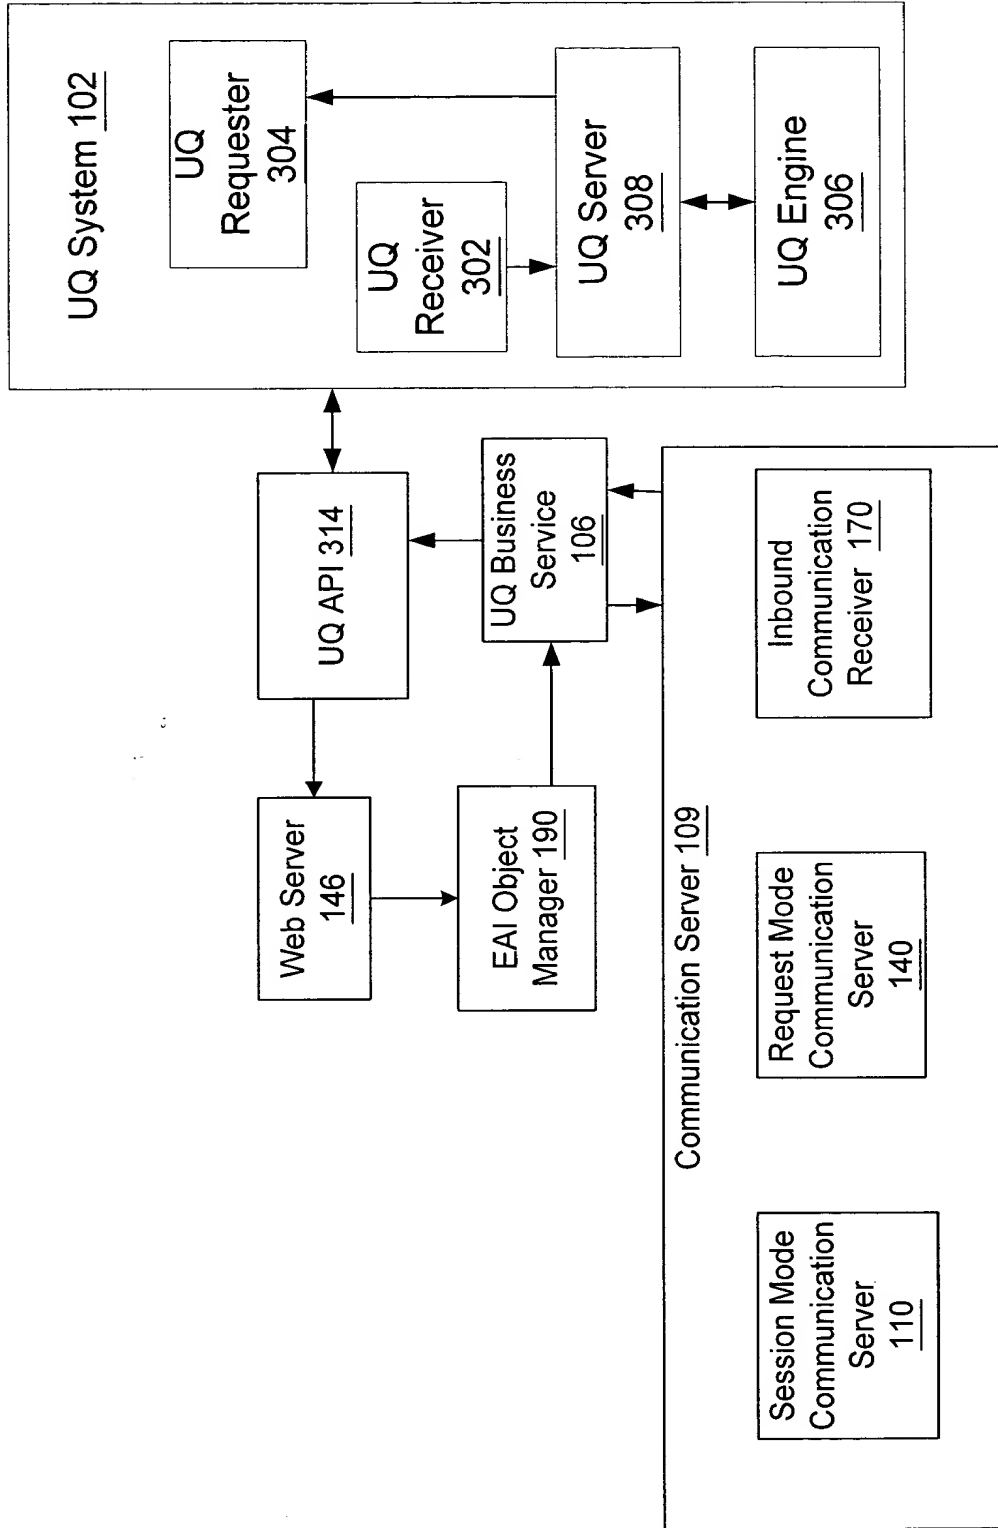 UQ System 102
UQ
Requester
304
UQ
Receiver
302
UQ Server
308
UQ Engine
306
UQ API 314
UQ Business
Service
106
Web Server
146
EAI Object
Manager 190
Communication Server 109
Inbound
Communication
Receiver 170
Request Mode
Communication
Server
140
Session Mode
Communication
Server
110